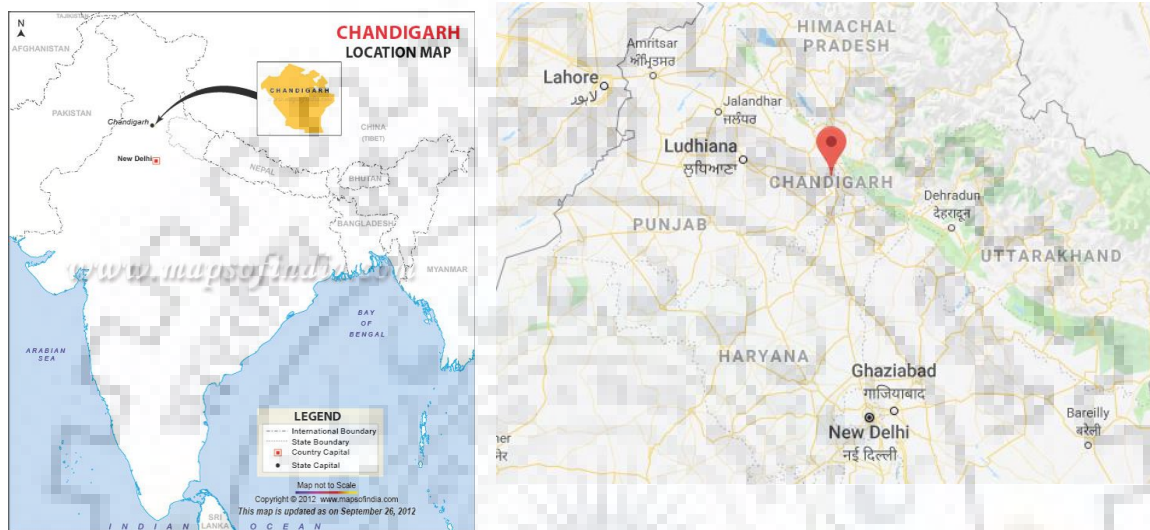 N
TAJIKISTAN
AFGHANISTAN
CHANDIGARH
LOCATION MAP
CHANDIGARH
PAKISTAN
Chandigarh
CHINA
(TIBET)
New Delhi
NEPAL
BHUTAN
BANGLADESH
www.mapsofindia.com
MYANMAR
BAY
OF
BENGAL
ARABIAN
SEA
LEGEND
International Boundary
State Boundary
Country Capital
State Capital
Map not to Scale
Copyright © 2012 www.mapsofindia.com
This map is updated as on September 26, 2012
SRI
LANKA
INDIAN OCEAN
HIMACHAL
PRADESH
Amritsar
ਅੰਮ੍ਰਿਤਸਰ
Lahore
لاہور
Jalandhar
ਜਲੰਧਰ
Ludhiana
ਲੁਧਿਆਣਾ
CHANDIGARH
Dehradun
देहरादून
PUNJAB
UTTARAKHAND
HARYANA
Ghaziabad
गाज़ियाबाद
New Delhi
नई दिल्ली
Bareilly
बरेली